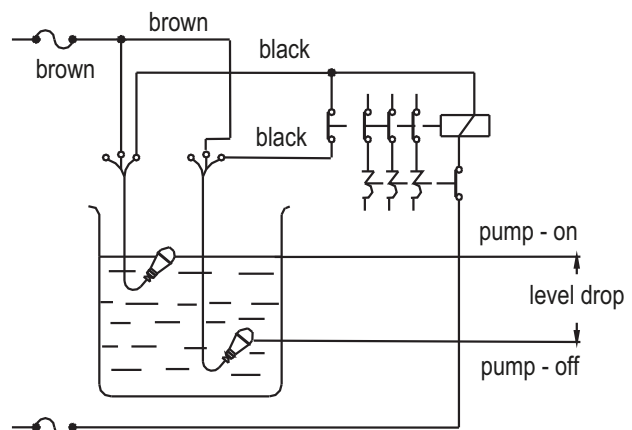 brown
brown
black
black
pump - on
level drop
pump - off